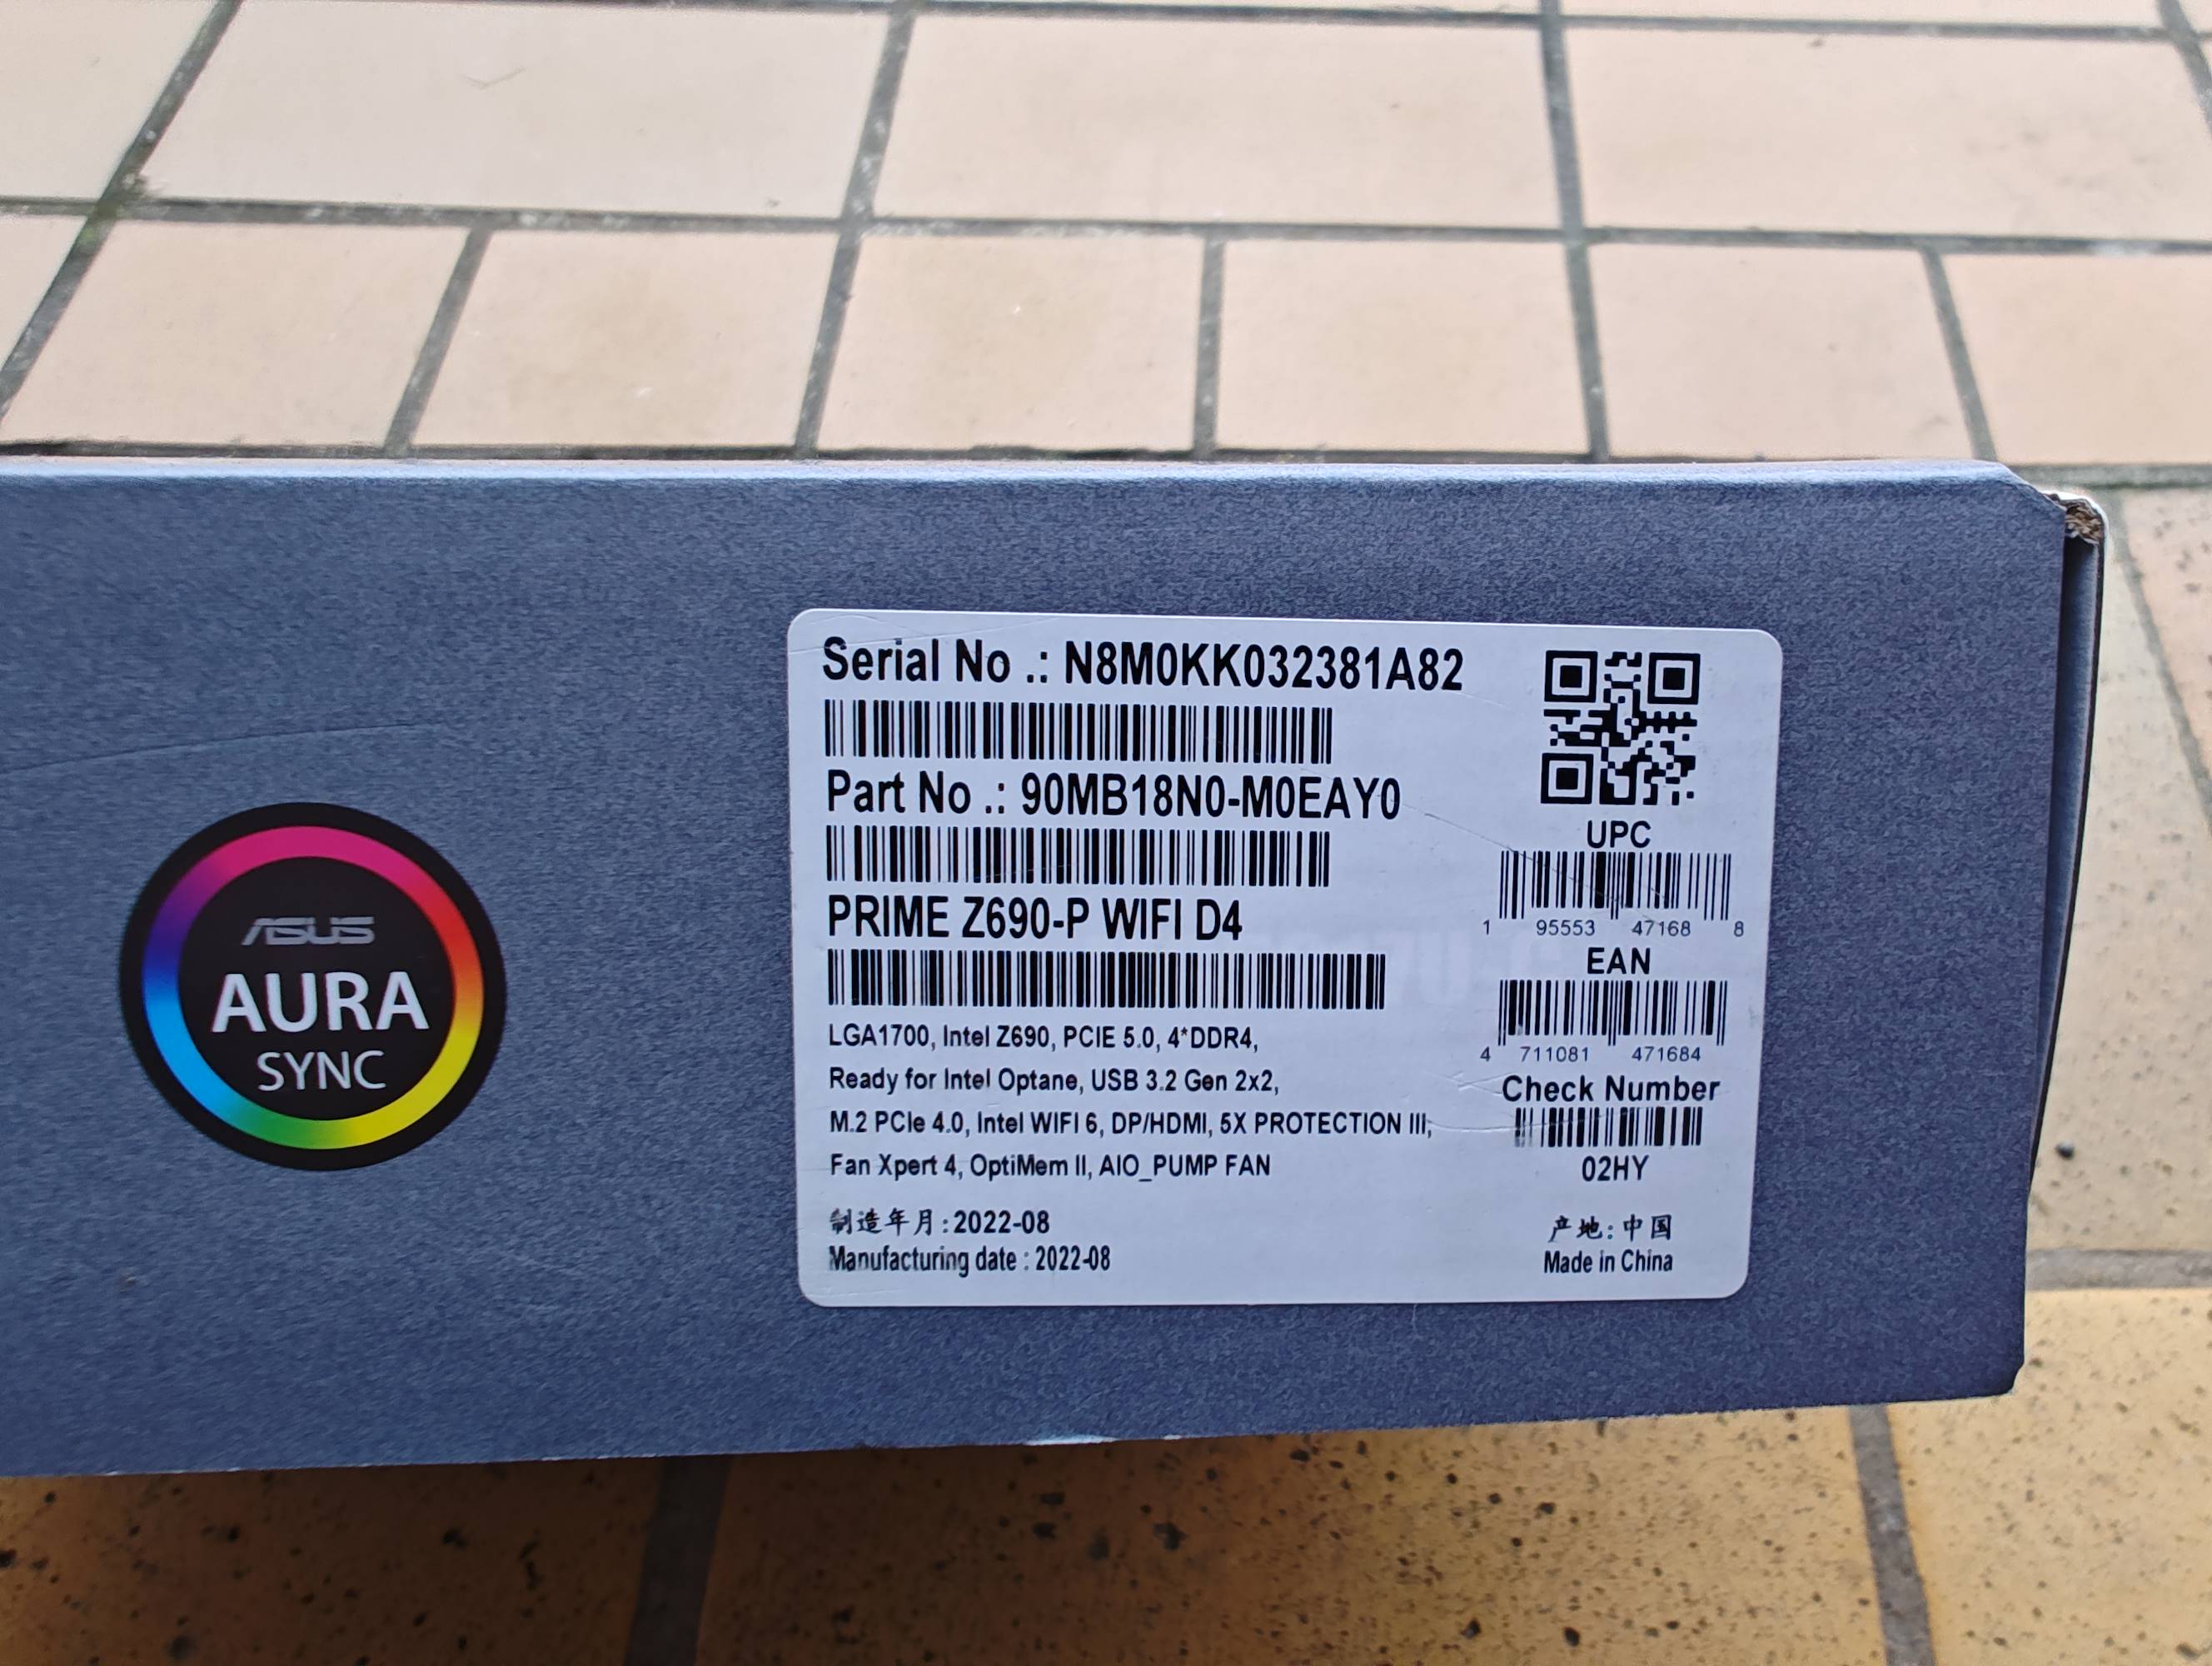 ASUS
AURA
SYNC
Serial No .: N8M0KK032381A82
Part No .: 90MB18N0-M0EAY0
PRIME Z690-P WIFI D4
LGA1700, Intel Z690, PCIE 5.0, 4*DDR4,
Ready for Intel Optane, USB 3.2 Gen 2x2,
M.2 PCIe 4.0, Intel WIFI 6, DP/HDMI, 5X PROTECTION III,
Fan Xpert 4, OptiMem II, AIO_PUMP FAN
制造年月:2022-08
Manufacturing date : 2022-08
UPC
1 95553 47168 8
EAN
4 711081 471684
Check Number
02HY
产地:中国
Made in China